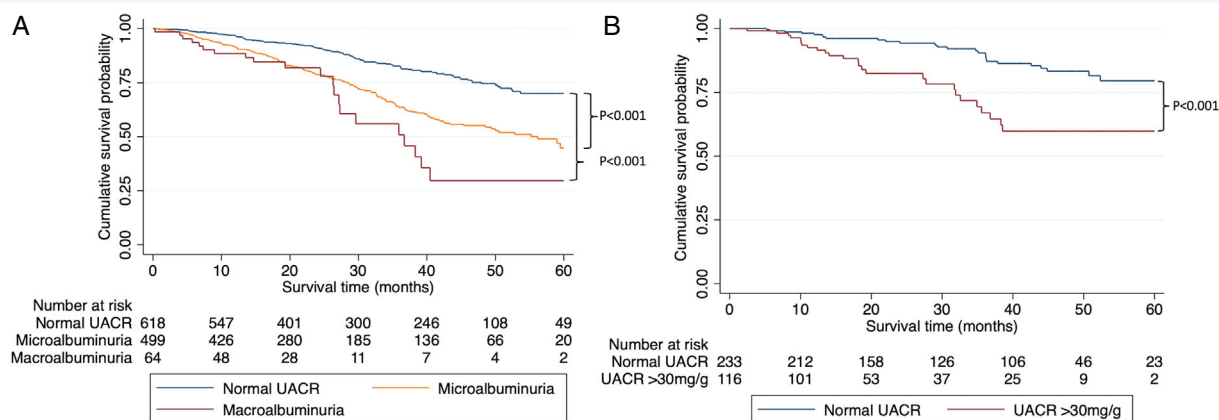 A
Cumulative survival probability
1.00
0.75
0.50
0.25
0.00
P<0.001
P<0.001
0 10 20 30 40 50 60
Survival time (months)
Number at risk
Normal UACR 618 547 401 300 246 108 49
Microalbuminuria 499 426 280 185 136 66 20
Macroalbuminuria 64 48 28 11 7 4 2
Normal UACR Microalbuminuria
Macroalbuminuria
B
Cumulative survival probability
1.00
0.75
0.50
0.25
0.00
P<0.001
0 10 20 30 40 50 60
Survival time (months)
Number at risk
Normal UACR 233 212 158 126 106 46 23
UACR >30mg/g 116 101 53 37 25 9 2
Normal UACR UACR >30mg/g